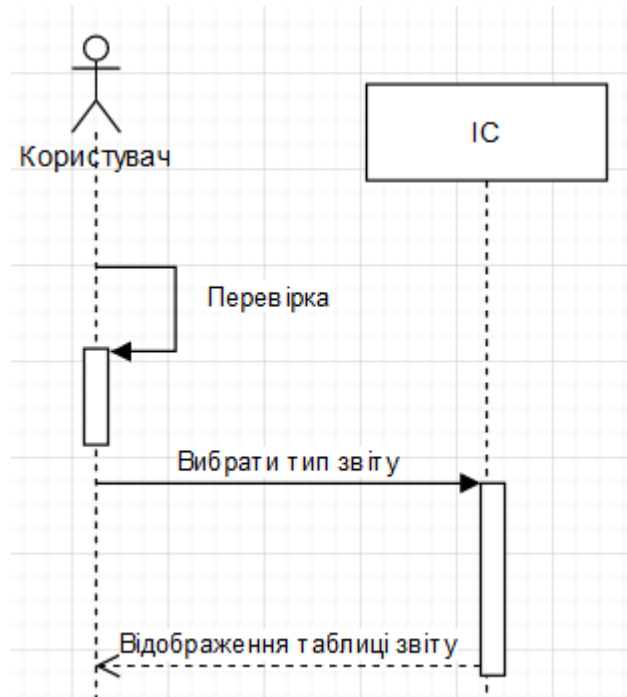 Користувач
ІС
Перевірка
Вибрати тип звіту
Відображення таблиці звіту